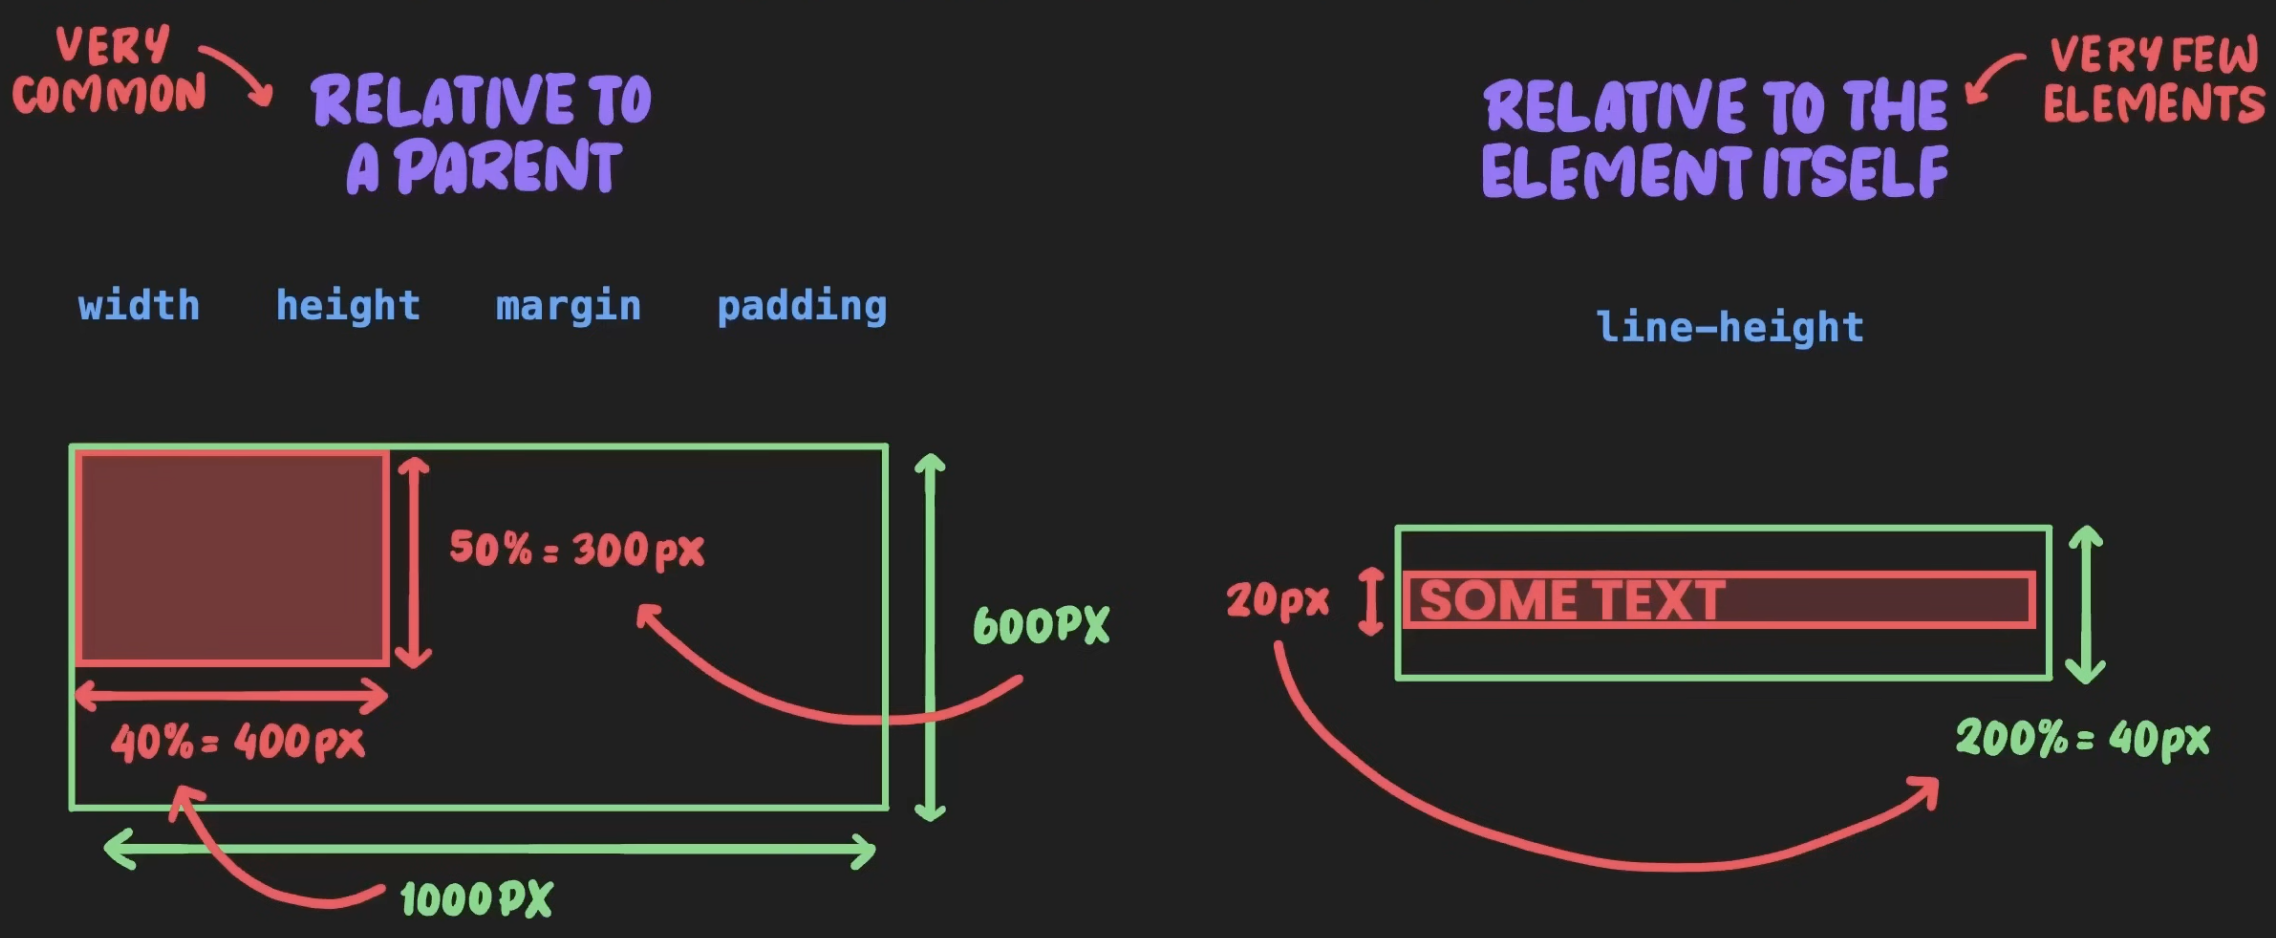 VERY
COMMON
RELATIVE TO
A PARENT
width height margin padding
50% = 300px
600PX
40% = 400px
1000PX
VERY FEW
ELEMENTS
RELATIVE TO THE
ELEMENT ITSELF
line-height
20px
SOME TEXT
200% = 40px